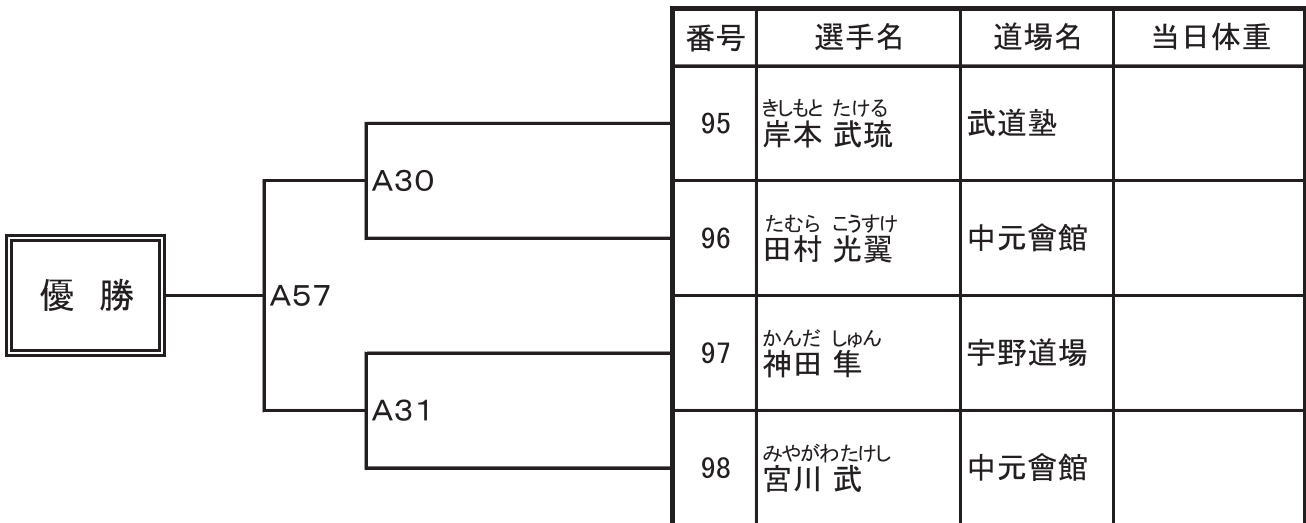 番号 選手名 道場名 当日体重
きしもと たける
95 岸本 武琉 武道塾
A30
たむら こうすけ
96 田村 光翼 中元會館
優 勝
A57
かんだ しゅん
97 神田 隼 宇野道場
A31
みやがわたけし
98 宮川 武 中元會館